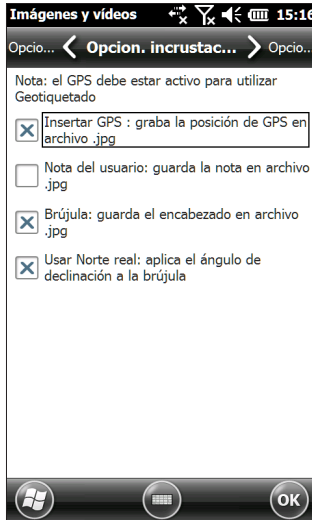 Imágenes y vídeos 15:16
Opcio... Opcion. incrustac... Opcio..
Nota: el GPS debe estar activo para utilizar
Geotiquetado
Insertar GPS : graba la posición de GPS en
archivo .jpg
Nota del usuario: guarda la nota en archivo
.jpg
Brújula: guarda el encabezado en archivo
.jpg
Usar Norte real: aplica el ángulo de
declinación a la brújula
OK